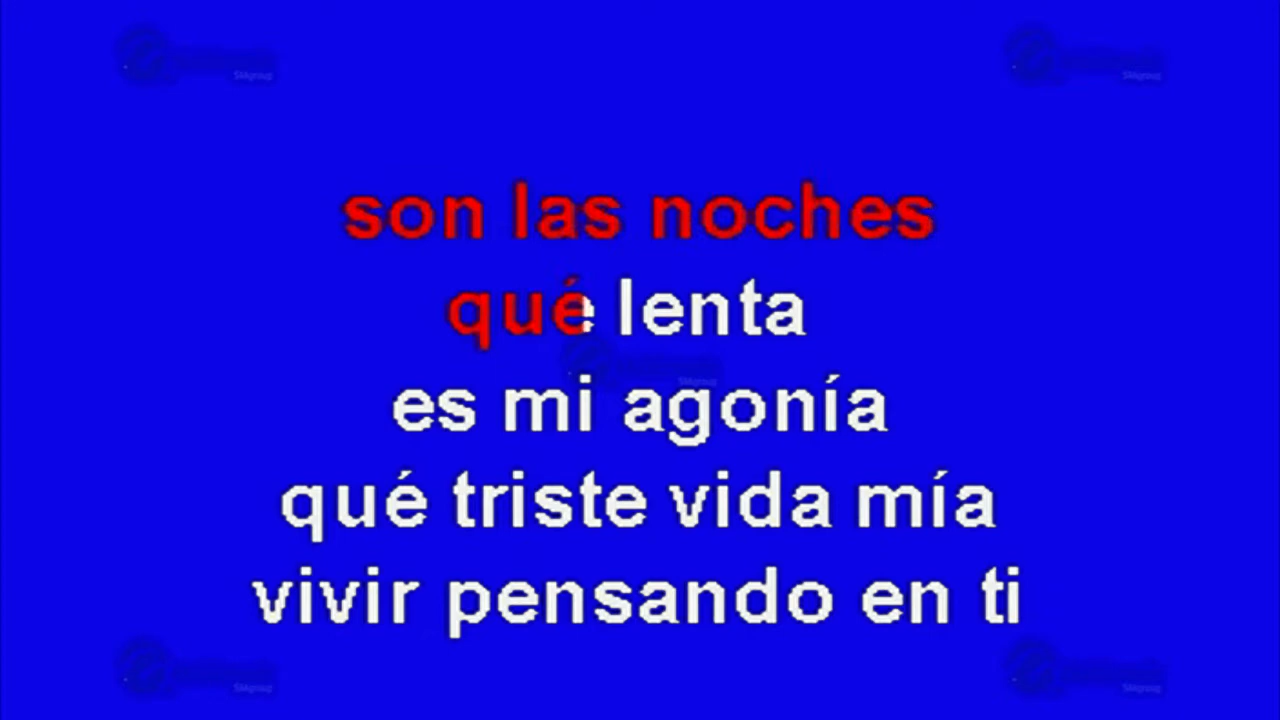 son las noches
qué lenta
es mi agonía
qué triste vida mía
vivir pensando en ti